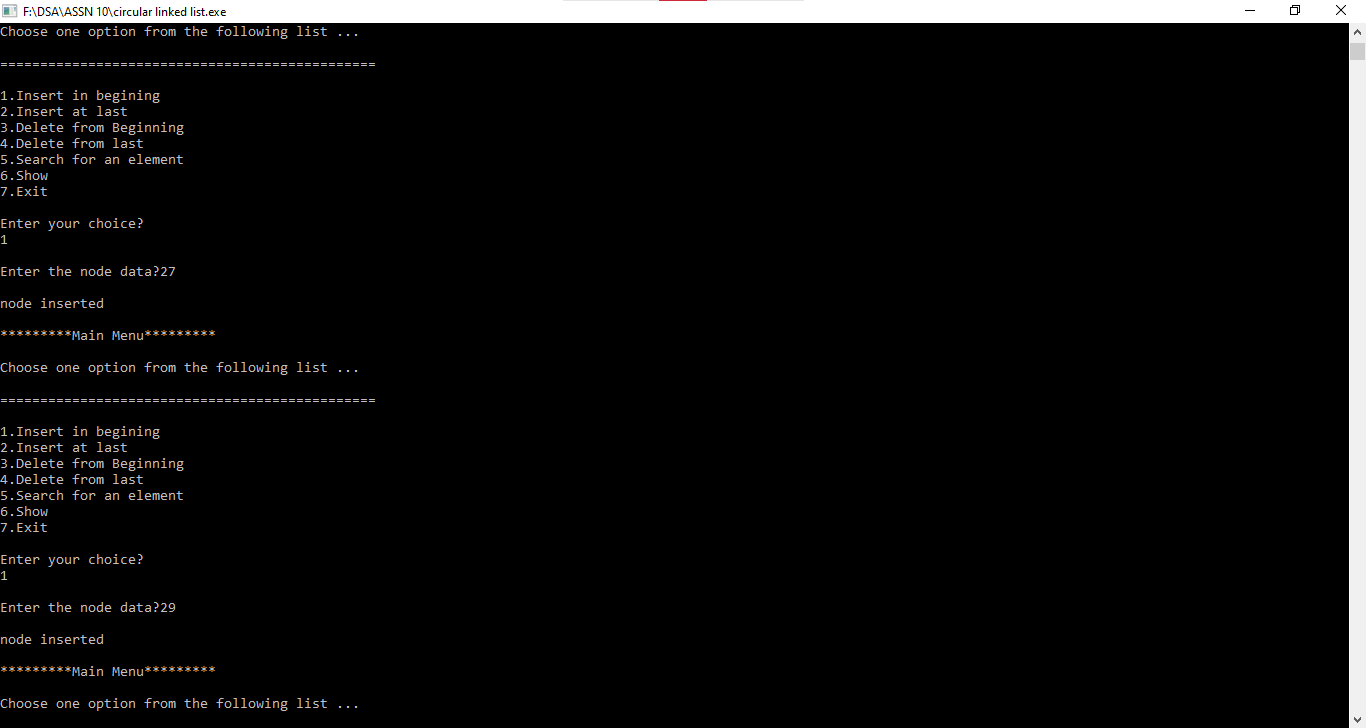 F:\DSA\ASSN 10\circular linked list.exe
Choose one option from the following list ...
===============================================
1.Insert in begining
2.Insert at last
3.Delete from Beginning
4.Delete from last
5.Search for an element
6.Show
7.Exit
Enter your choice?
1
Enter the node data?27
node inserted
*********Main Menu*********
Choose one option from the following list ...
===============================================
1.Insert in begining
2.Insert at last
3.Delete from Beginning
4.Delete from last
5.Search for an element
6.Show
7.Exit
Enter your choice?
1
Enter the node data?29
node inserted
*********Main Menu*********
Choose one option from the following list ...